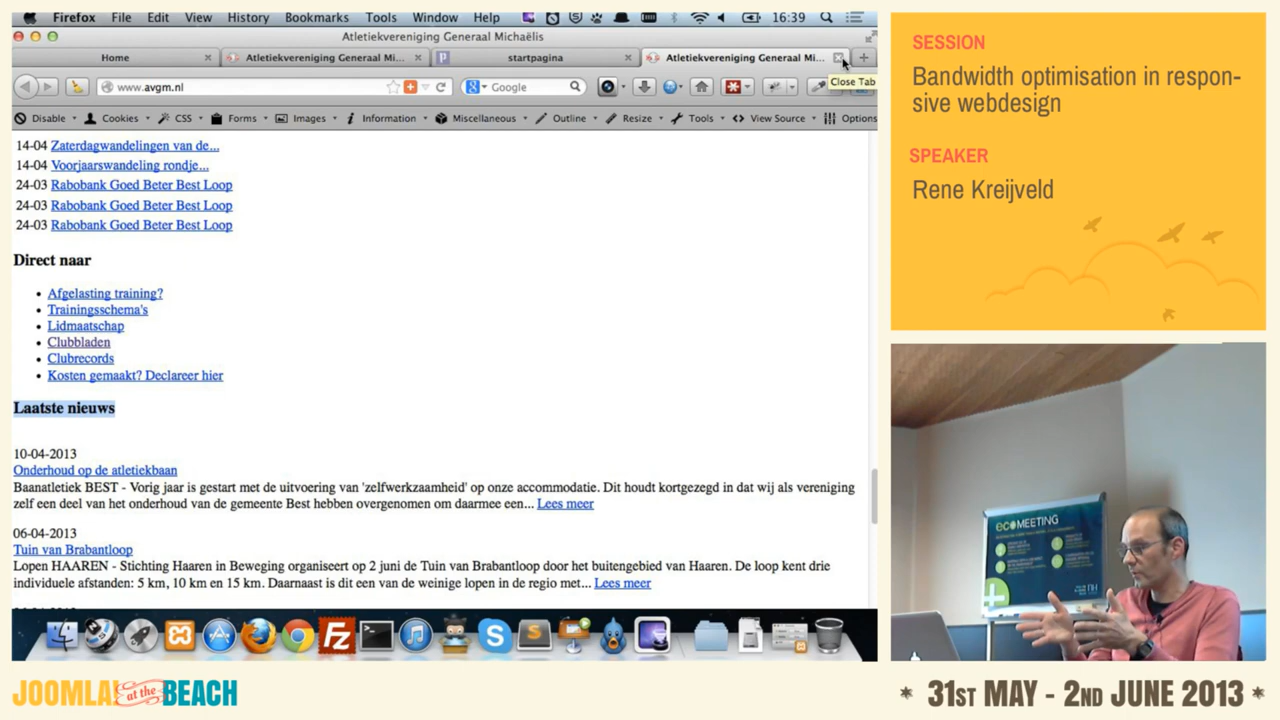 Firefox File Edit View History Bookmarks Tools Window Help 16:39
Atletiekvereniging Generaal Michaëlis
Home Atletiekvereniging Generaal Mi... startpagina Atletiekvereniging Generaal Mi...
www.avgm.nl Google
Close Tab
Disable Cookies CSS Forms Images Information Miscellaneous Outline Resize Tools View Source Options
14-04 Zaterdagwandelingen van de...
14-04 Voorjaarswandeling rondje...
24-03 Rabobank Goed Beter Best Loop
24-03 Rabobank Goed Beter Best Loop
24-03 Rabobank Goed Beter Best Loop
Direct naar
Afgelasting training?
Trainingsschema's
Lidmaatschap
Clubbladen
Clubrecords
Kosten gemaakt? Declareer hier
Laatste nieuws
10-04-2013
Onderhoud op de atletiekbaan
Baanatletiek BEST - Vorig jaar is gestart met de uitvoering van 'zelfwerkzaamheid' op onze accommodatie. Dit houdt kortgezegd in dat wij als vereniging
zelf een deel van het onderhoud van de gemeente Best hebben overgenomen om daarmee een... Lees meer
06-04-2013
Tuin van Brabantloop
Lopen HAAREN - Stichting Haaren in Beweging organiseert op 2 juni de Tuin van Brabantloop door het buitengebied van Haaren. De loop kent drie
individuele afstanden: 5 km, 10 km en 15 km. Daarnaast is dit een van de weinige lopen in de regio met... Lees meer
SESSION
Bandwidth optimisation in respon-
sive webdesign
SPEAKER
Rene Kreijveld
ecoMEETING
NH
JOOMLA! at the BEACH
* 31ST MAY - 2ND JUNE 2013 *